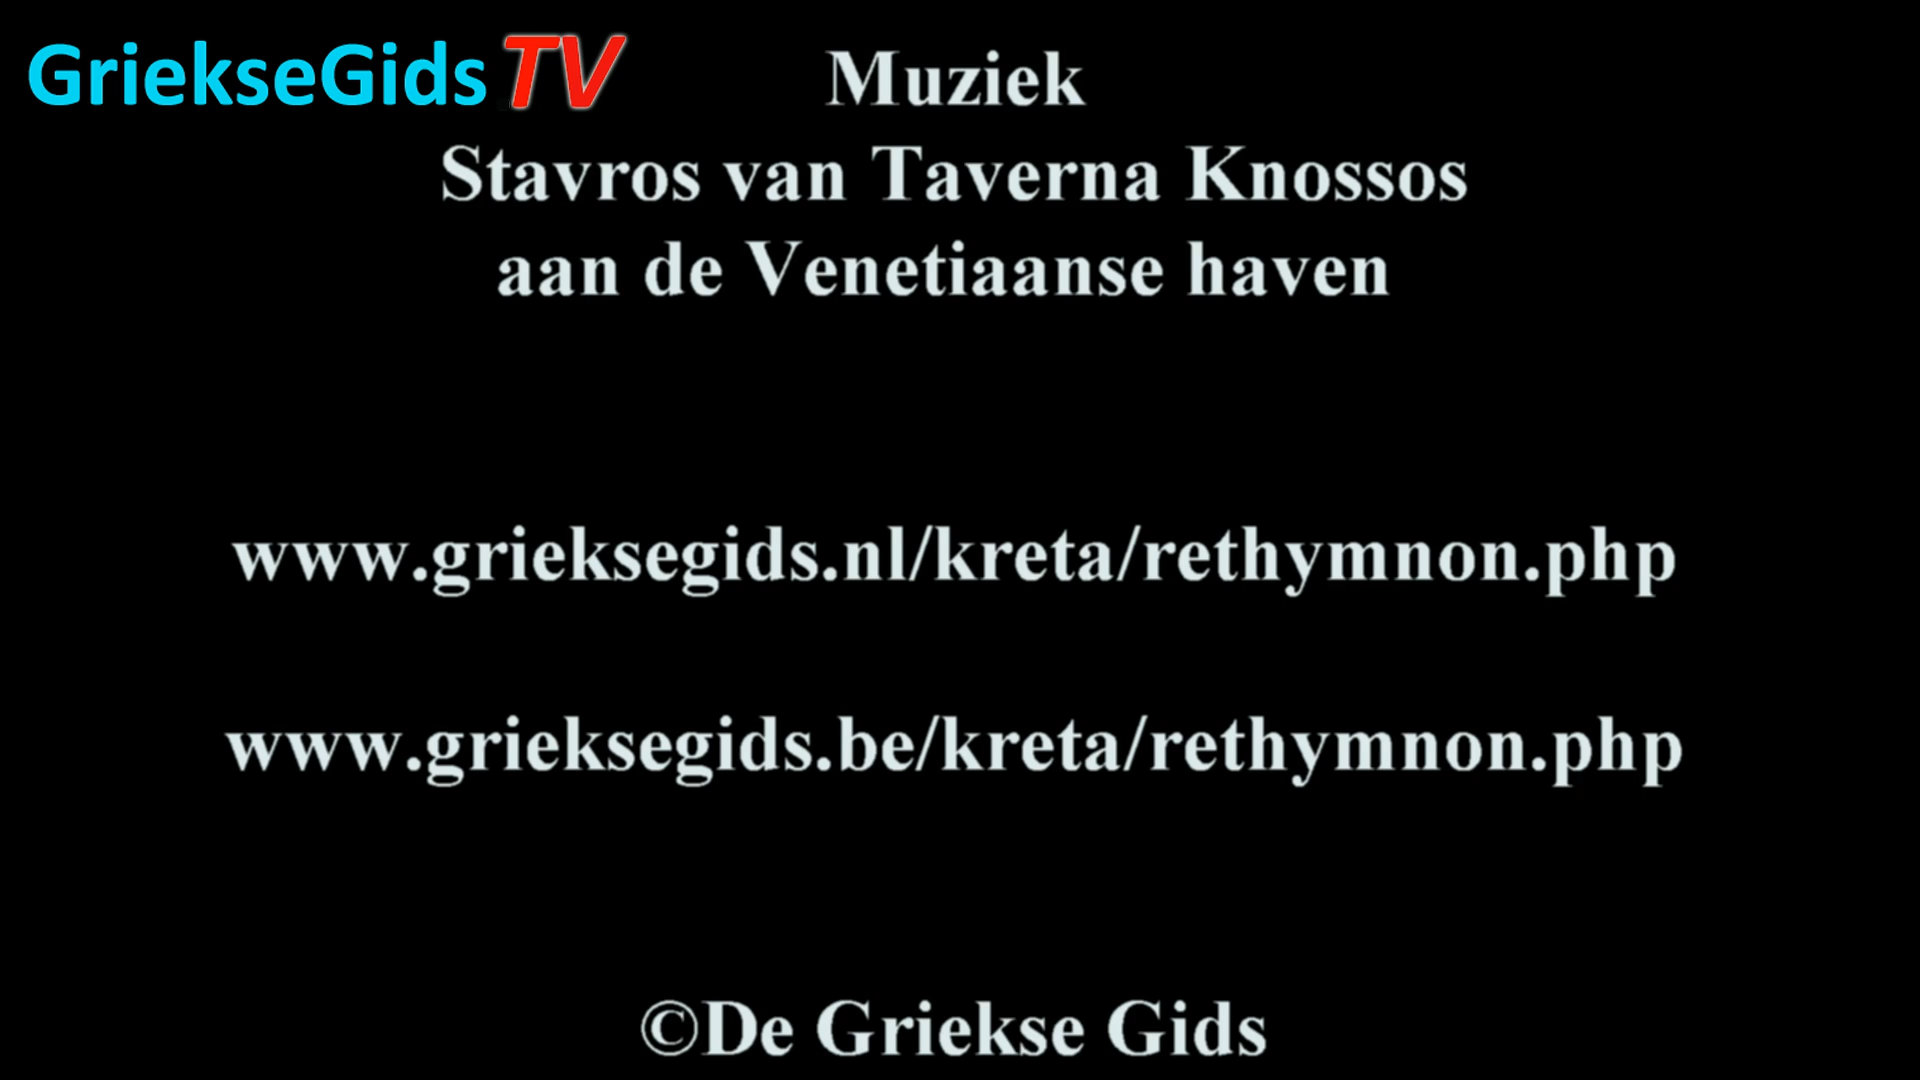 GriekseGids TV
Muziek
Stavros van Taverna Knossos
aan de Venetiaanse haven
www.grieksegids.nl/kreta/rethymnon.php
www.grieksegids.be/kreta/rethymnon.php
©De Griekse Gids